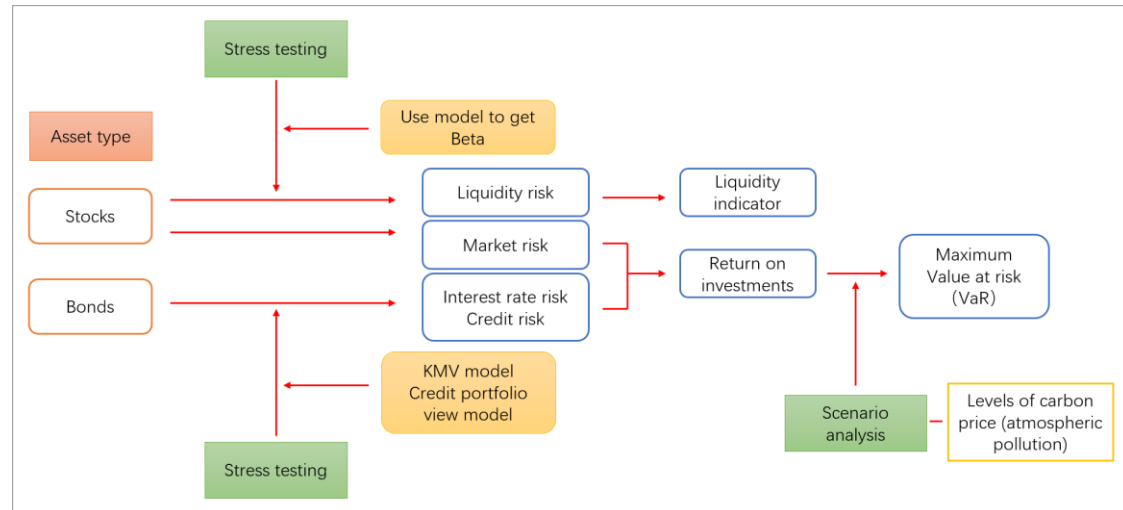 Stress testing
Use model to get
Beta
Asset type
Stocks
Liquidity risk
Liquidity
indicator
Market risk
Return on
investments
Maximum
Value at risk
(VaR)
Bonds
Interest rate risk
Credit risk
KMV model
Credit portfolio
view model
Scenario
analysis
Levels of carbon
price (atmospheric
pollution)
Stress testing